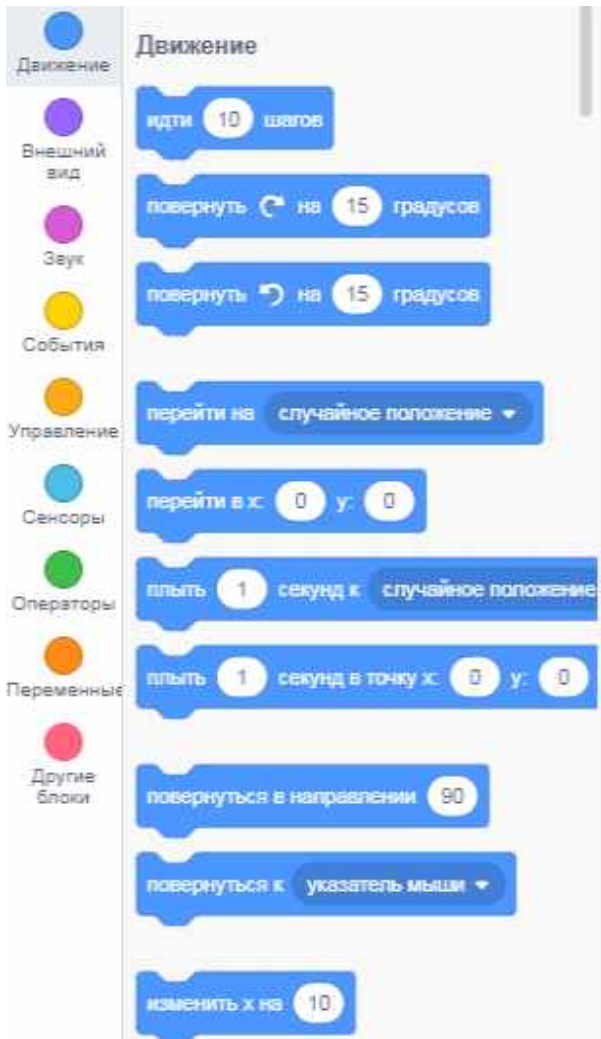 Движение
Внешний
вид
Звук
События
Управление
Сенсоры
Операторы
Переменные
Другие
блоки
Движение
идти 10 шагов
повернуть на 15 градусов
повернуть на 15 градусов
перейти на случайное положение
перейти в x: 0 y: 0
плыть 1 секунд к случайное положение
плыть 1 секунд в точку x: 0 y: 0
повернуться в направлении 90
повернуться к указатель мыши
изменить x на 10